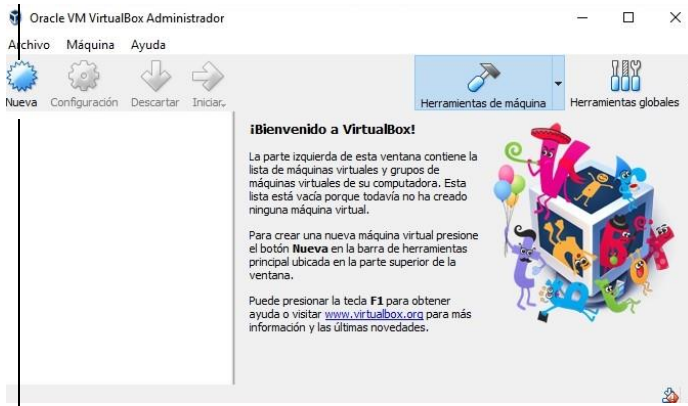 Oracle VM VirtualBox Administrador
Archivo Máquina Ayuda
Nueva Configuración Descartar Iniciar Herramientas de máquina Herramientas globales
¡Bienvenido a VirtualBox!
La parte izquierda de esta ventana contiene la
lista de máquinas virtuales y grupos de
máquinas virtuales de su computadora. Esta
lista está vacía porque todavía no ha creado
ninguna máquina virtual.
Para crear una nueva máquina virtual presione
el botón Nueva en la barra de herramientas
principal ubicada en la parte superior de la
ventana.
Puede presionar la tecla F1 para obtener
ayuda o visitar www.virtualbox.org para más
información y las últimas novedades.